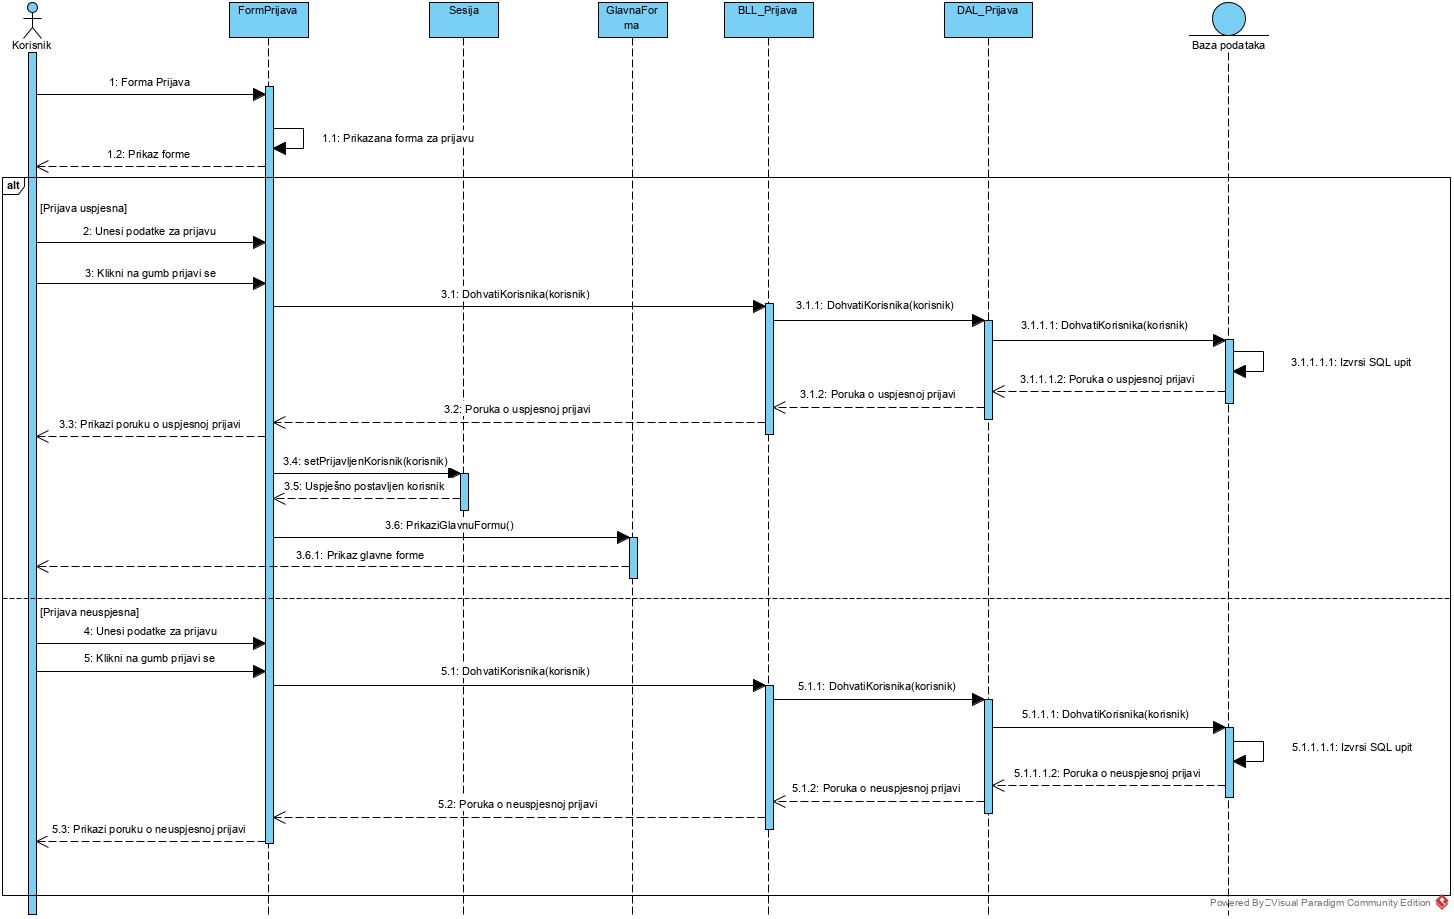 Korisnik
FormPrijava
Sesija
GlavnaFor
ma
BLL_Prijava
DAL_Prijava
Baza podataka
1: Forma Prijava
1.1: Prikazana forma za prijavu
1.2: Prikaz forme
alt
[Prijava uspjesna]
2: Unesi podatke za prijavu
3: Klikni na gumb prijavi se
3.1: DohvatiKorisnika(korisnik)
3.1.1: DohvatiKorisnika(korisnik)
3.1.1.1: DohvatiKorisnika(korisnik)
3.1.1.1.1: Izvrsi SQL upit
3.1.1.1.2: Poruka o uspjesnoj prijavi
3.1.2: Poruka o uspjesnoj prijavi
3.2: Poruka o uspjesnoj prijavi
3.3: Prikazi poruku o uspjesnoj prijavi
3.4: setPrijavljenKorisnik(korisnik)
3.5: Uspješno postavljen korisnik
3.6: PrikaziGlavnuFormu()
3.6.1: Prikaz glavne forme
[Prijava neuspjesna]
4: Unesi podatke za prijavu
5: Klikni na gumb prijavi se
5.1: DohvatiKorisnika(korisnik)
5.1.1: DohvatiKorisnika(korisnik)
5.1.1.1: DohvatiKorisnika(korisnik)
5.1.1.1.1: Izvrsi SQL upit
5.1.1.1.2: Poruka o neuspjesnoj prijavi
5.1.2: Poruka o neuspjesnoj prijavi
5.2: Poruka o neuspjesnoj prijavi
5.3: Prikazi poruku o neuspjesnoj prijavi
Powered By Visual Paradigm Community Edition